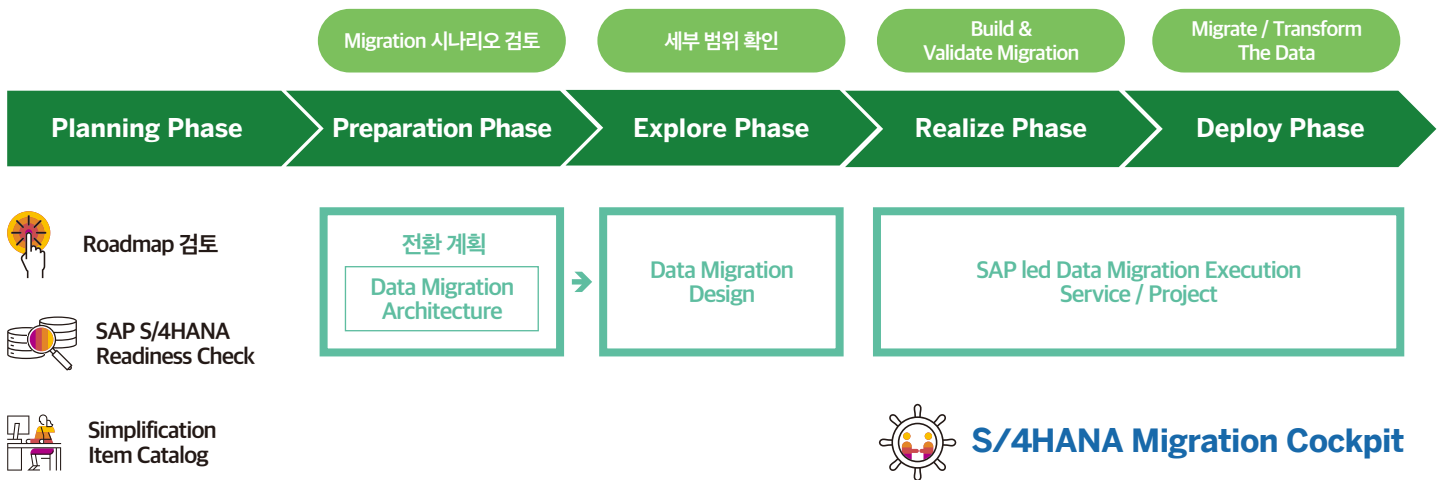 Migration 시나리오 검토
세부 범위 확인
Build &
Validate Migration
Migrate / Transform
The Data
Planning Phase
Preparation Phase
Explore Phase
Realize Phase
Deploy Phase
Roadmap 검토
SAP S/4HANA
Readiness Check
Simplification
Item Catalog
전환 계획
Data Migration
Architecture
Data Migration
Design
SAP led Data Migration Execution
Service / Project
S/4HANA Migration Cockpit